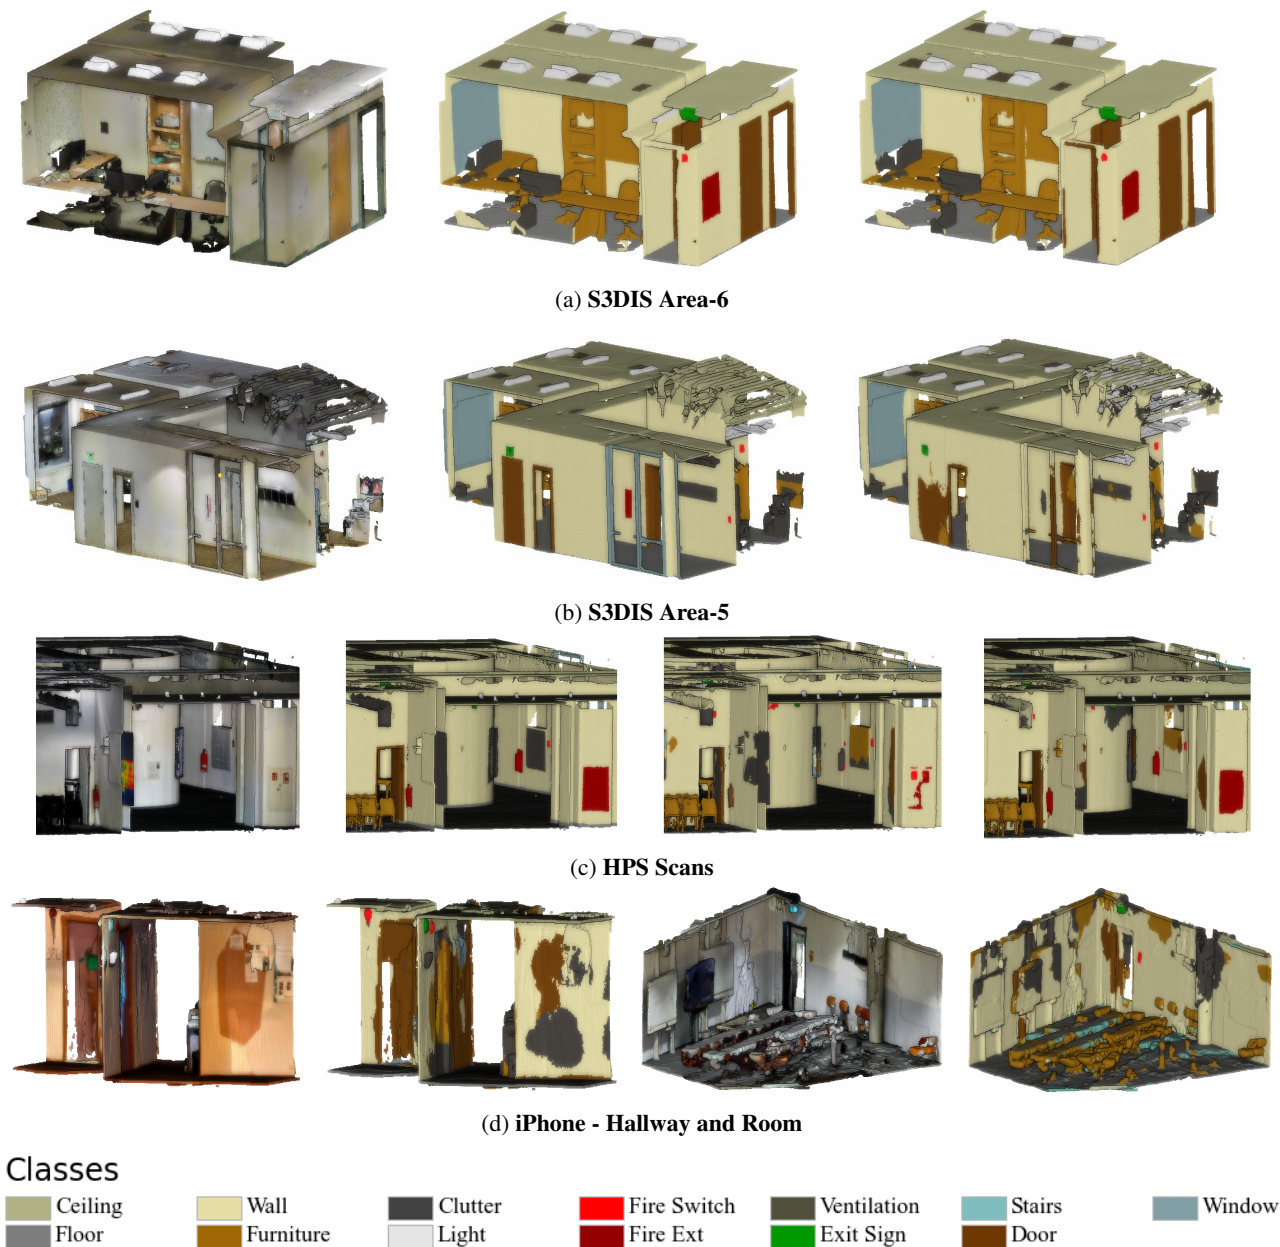 (a) S3DIS Area-6
(b) S3DIS Area-5
(c) HPS Scans
(d) iPhone - Hallway and Room
Classes
Ceiling Wall Clutter Fire Switch Ventilation Stairs Window
Floor Furniture Light Fire Ext Exit Sign Door